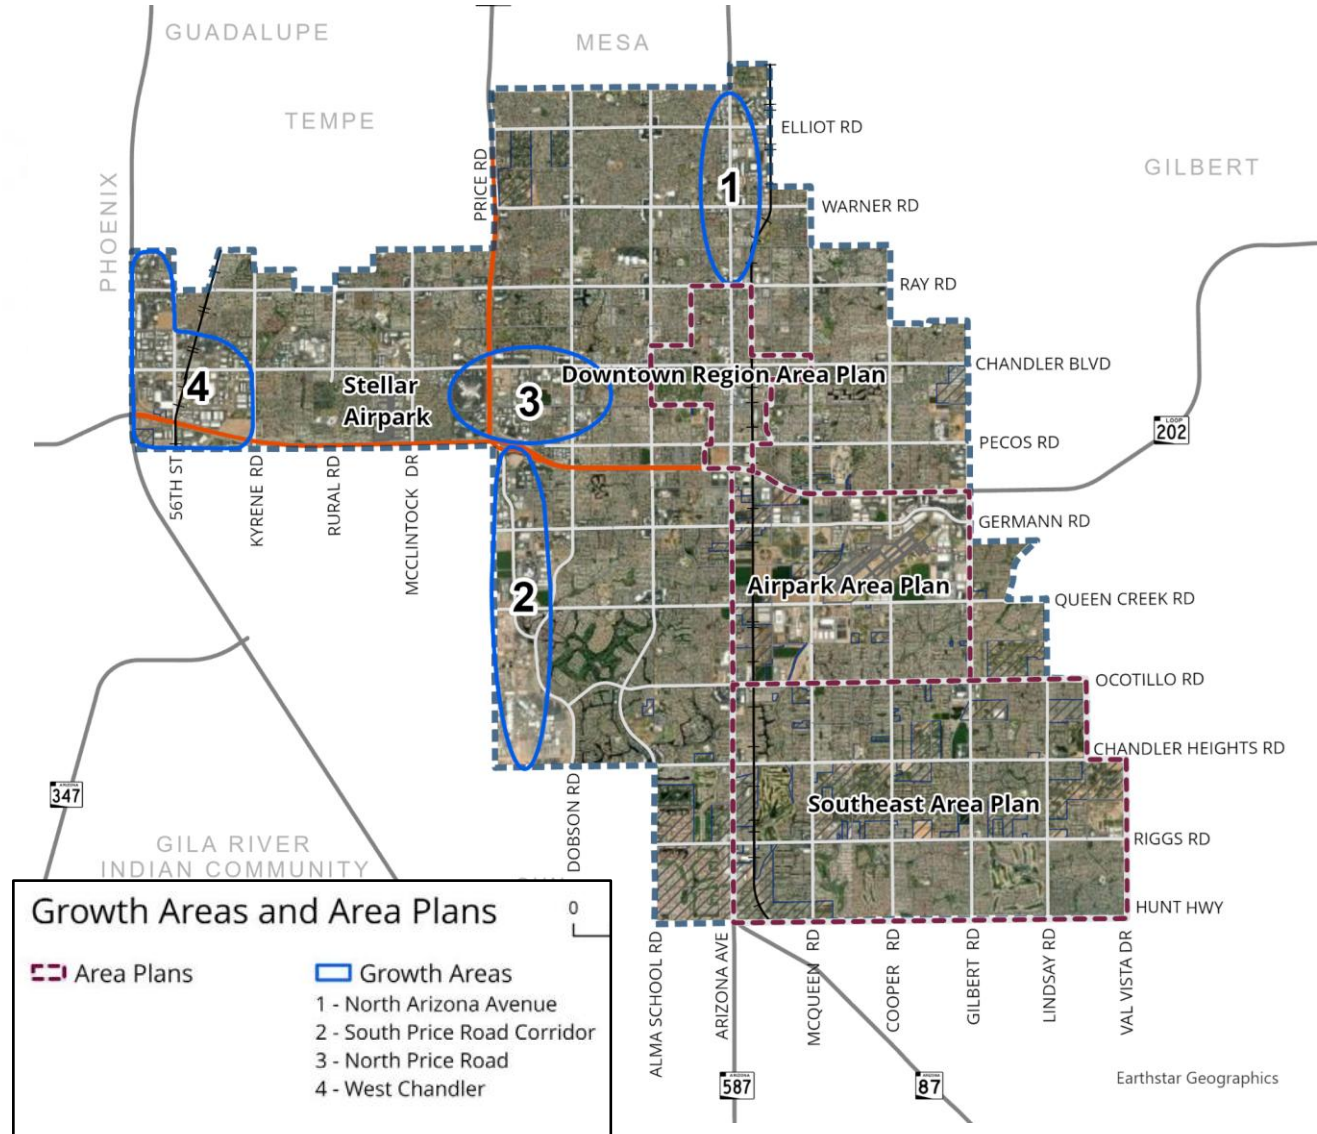 GUADALUPE
MESA
TEMPE
GILBERT
PHOENIX
PRICE RD
ELLIOT RD
1
WARNER RD
RAY RD
CHANDLER BLVD
PECOS RD
LOOP
202
4
Stellar
Airpark
3
Downtown Region Area Plan
56TH ST
KYRENE RD
RURAL RD
MCCLINTOCK DR
GERMANN RD
2
Airpark Area Plan
QUEEN CREEK RD
OCOTILLO RD
CHANDLER HEIGHTS RD
Southeast Area Plan
RIGGS RD
HUNT HWY
ARIZONA
347
GILA RIVER
INDIAN COMMUNITY
DOBSON RD
ALMA SCHOOL RD
ARIZONA AVE
MCQUEEN RD
COOPER RD
GILBERT RD
LINDSAY RD
VAL VISTA DR
ARIZONA
587
ARIZONA
87
Earthstar Geographics
Growth Areas and Area Plans
0
Area Plans
Growth Areas
1 - North Arizona Avenue
2 - South Price Road Corridor
3 - North Price Road
4 - West Chandler